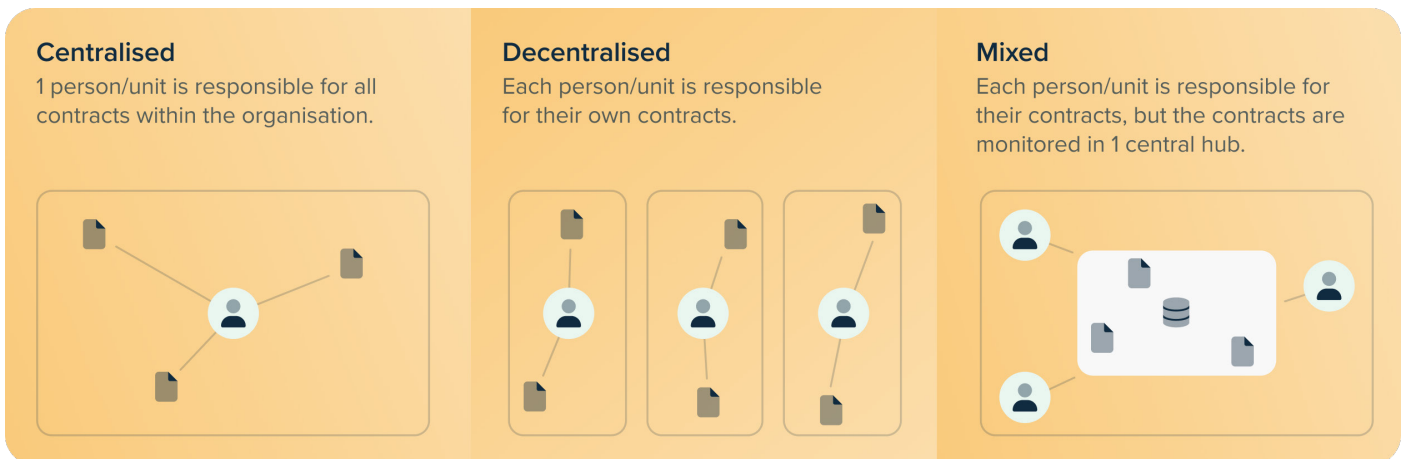 Centralised
1 person/unit is responsible for all
contracts within the organisation.
Decentralised
Each person/unit is responsible
for their own contracts.
Mixed
Each person/unit is responsible for
their contracts, but the contracts are
monitored in 1 central hub.